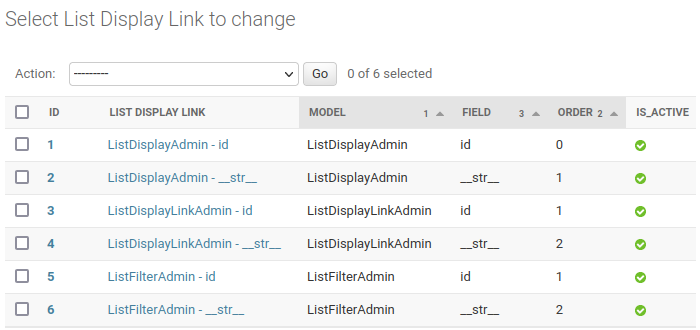 Select List Display Link to change
Action: --------- Go 0 of 6 selected
ID LIST DISPLAY LINK MODEL 1 FIELD 3 ORDER 2 IS_ACTIVE
1 ListDisplayAdmin - id ListDisplayAdmin id 0
2 ListDisplayAdmin - __str__ ListDisplayAdmin __str__ 1
3 ListDisplayLinkAdmin - id ListDisplayLinkAdmin id 1
4 ListDisplayLinkAdmin - __str__ ListDisplayLinkAdmin __str__ 2
5 ListFilterAdmin - id ListFilterAdmin id 1
6 ListFilterAdmin - __str__ ListFilterAdmin __str__ 2